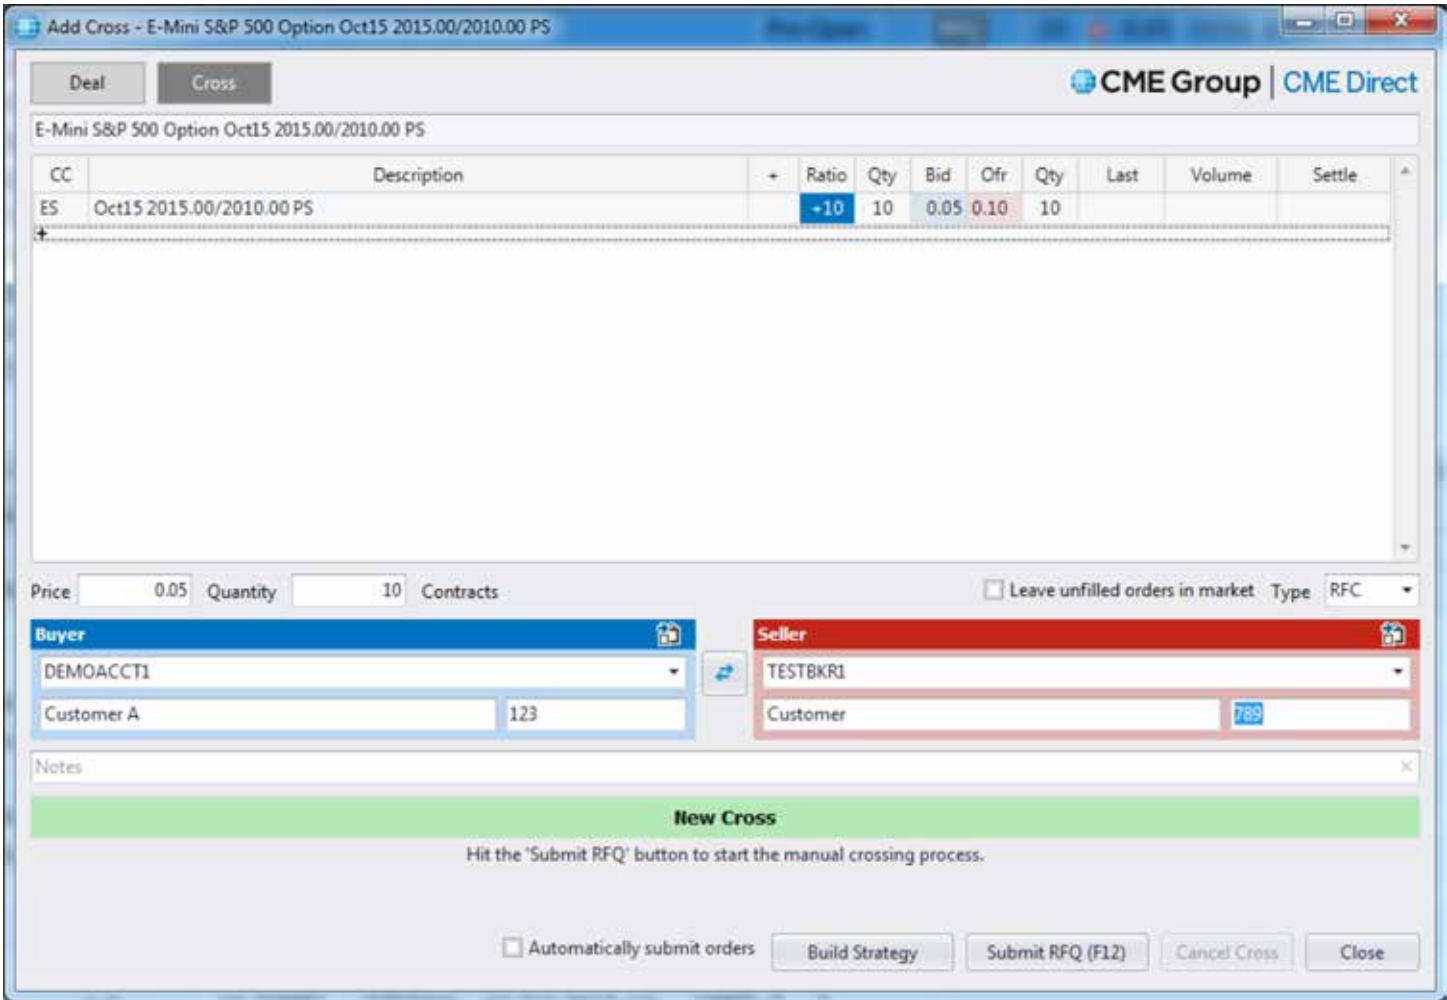 Add Cross - E-Mini S&P 500 Option Oct15 2015.00/2010.00 PS
Deal Cross CME Group | CME Direct
E-Mini S&P 500 Option Oct15 2015.00/2010.00 PS
CC Description + Ratio Qty Bid Ofr Qty Last Volume Settle
ES Oct15 2015.00/2010.00 PS +10 10 0.05 0.10 10
+
Price 0.05 Quantity 10 Contracts Leave unfilled orders in market Type RFC
Buyer Seller
DEMOACCT1 TESTBKR1
Customer A 123 Customer 789
Notes
New Cross
Hit the 'Submit RFQ' button to start the manual crossing process.
Automatically submit orders Build Strategy Submit RFQ (F12) Cancel Cross Close